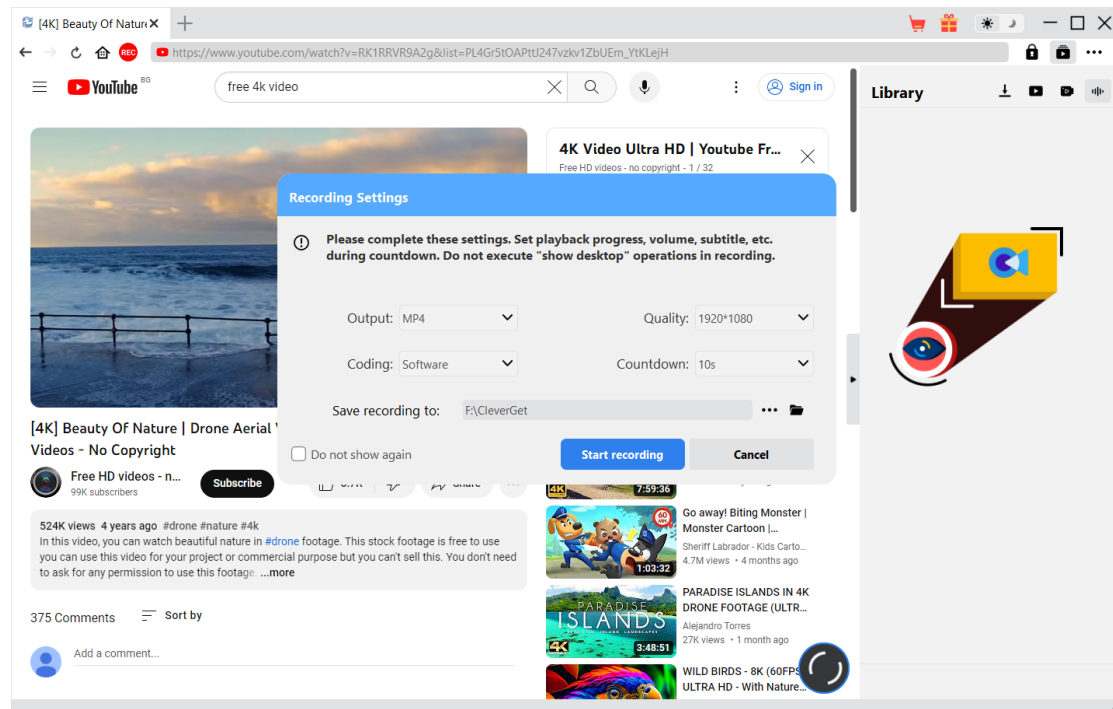 [4K] Beauty Of Nature
REC
https://www.youtube.com/watch?v=RK1RRVR9A2g&list=PL4Gr5tOAPttJ247vzkv1ZbUEm_YtKLejH
YouTube BG
free 4k video
Sign in
Library
4K Video Ultra HD | Youtube Fr...
Free HD videos - no copyright - 1 / 32
Recording Settings
Please complete these settings. Set playback progress, volume, subtitle, etc.
during countdown. Do not execute "show desktop" operations in recording.
Output: MP4
Quality: 1920*1080
Coding: Software
Countdown: 10s
Save recording to: F:\CleverGet
Do not show again
Start recording
Cancel
[4K] Beauty Of Nature | Drone Aerial
Videos - No Copyright
Free HD videos - n...
99K subscribers
Subscribe
Share
524K views 4 years ago #drone #nature #4k
In this video, you can watch beautiful nature in #drone footage. This stock footage is free to use
you can use this video for your project or commercial purpose but you can't sell this. You don't need
to ask for any permission to use this footage. ...more
375 Comments
Sort by
Add a comment...
4K
7:59:36
60 MIN
1:03:32
Go away! Biting Monster |
Monster Cartoon |...
Sheriff Labrador - Kids Carto...
4.7M views • 4 months ago
PARADISE
ISLANDS
4K
3:48:51
PARADISE ISLANDS IN 4K
DRONE FOOTAGE (ULTR...
Alejandro Torres
27K views • 1 month ago
WILD BIRDS - 8K (60FPS
ULTRA HD - With Nature...